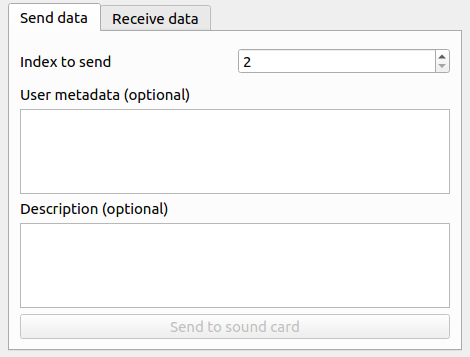 Send data
Receive data
Index to send
2
User metadata (optional)
Description (optional)
Send to sound card